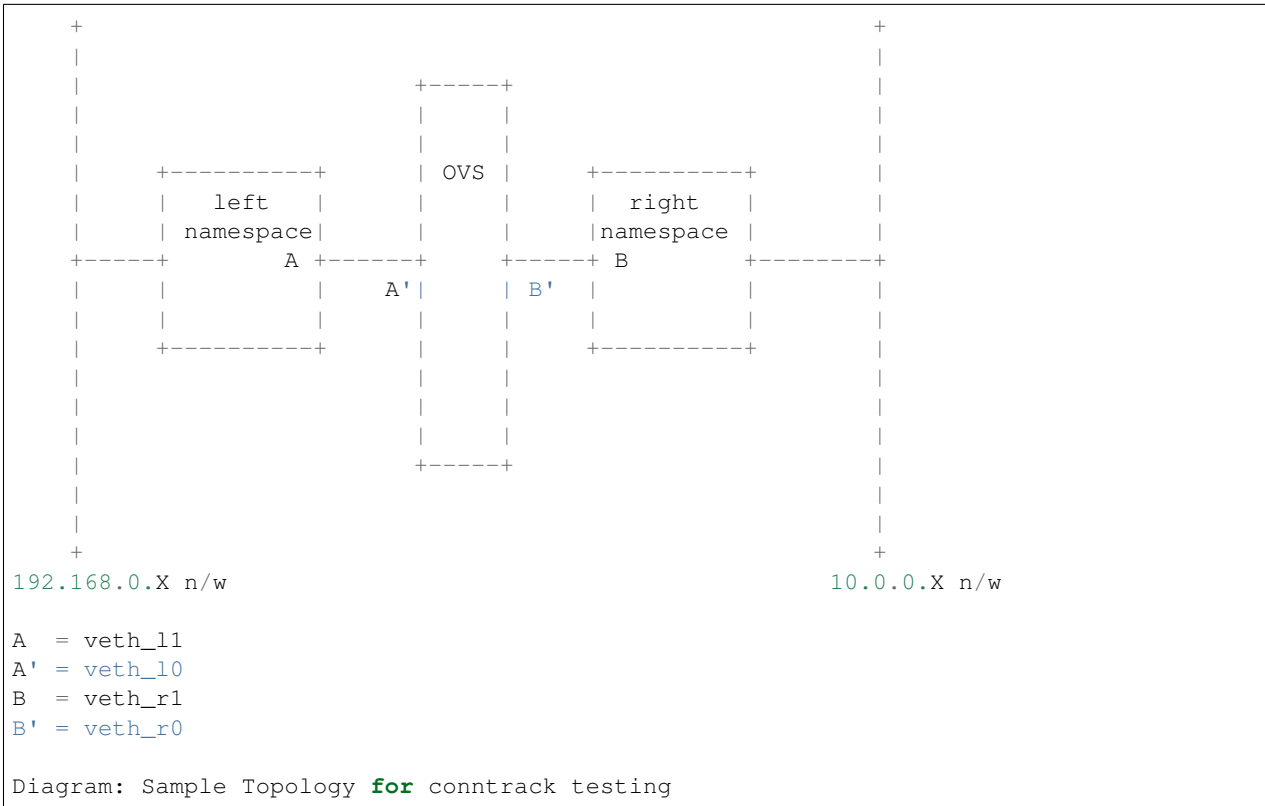 OVS
left right
namespace namespace
A B
A' B'
192.168.0.X n/w 10.0.0.X n/w
A = veth_l1
A' = veth_l0
B = veth_r1
B' = veth_r0
Diagram: Sample Topology for conntrack testing